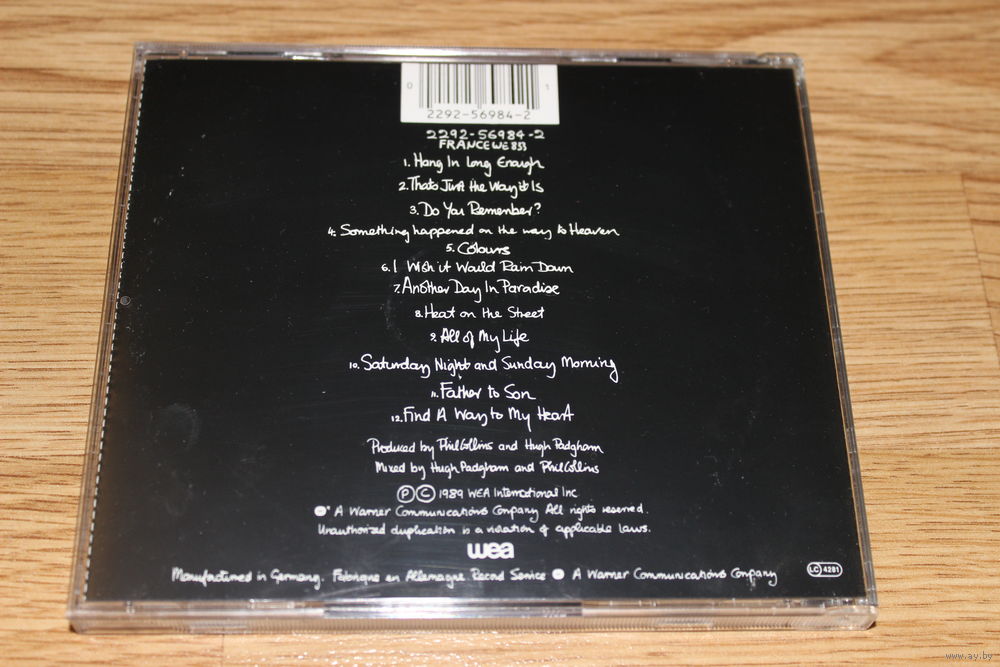 0 1
2292-56984-2
2292-56984-2
FRANCE WE 833
1. Hang In Long Enough
2. Thats Just the Way it Is
3. Do You Remember?
4. Something happened on the way to Heaven
5. Colours
6. I Wish it Would Rain Down
7. Another Day In Paradise
8. Heat on the Street
9. All of My Life
10. Saturday Night and Sunday Morning
11. Father to Son
12. Find A Way to My Heart
Produced by Phil Collins and Hugh Padgham
Mixed by Hugh Padgham and Phil Collins
Ⓟ Ⓒ 1989 WEA International Inc
A Warner Communications Company All rights reserved.
Unauthorized duplication is a violation of applicable laws.
wea
Manufactured in Germany. Fabrique en Allemagne Record Service A Warner Communications Company
LC 4281
www.ay.by